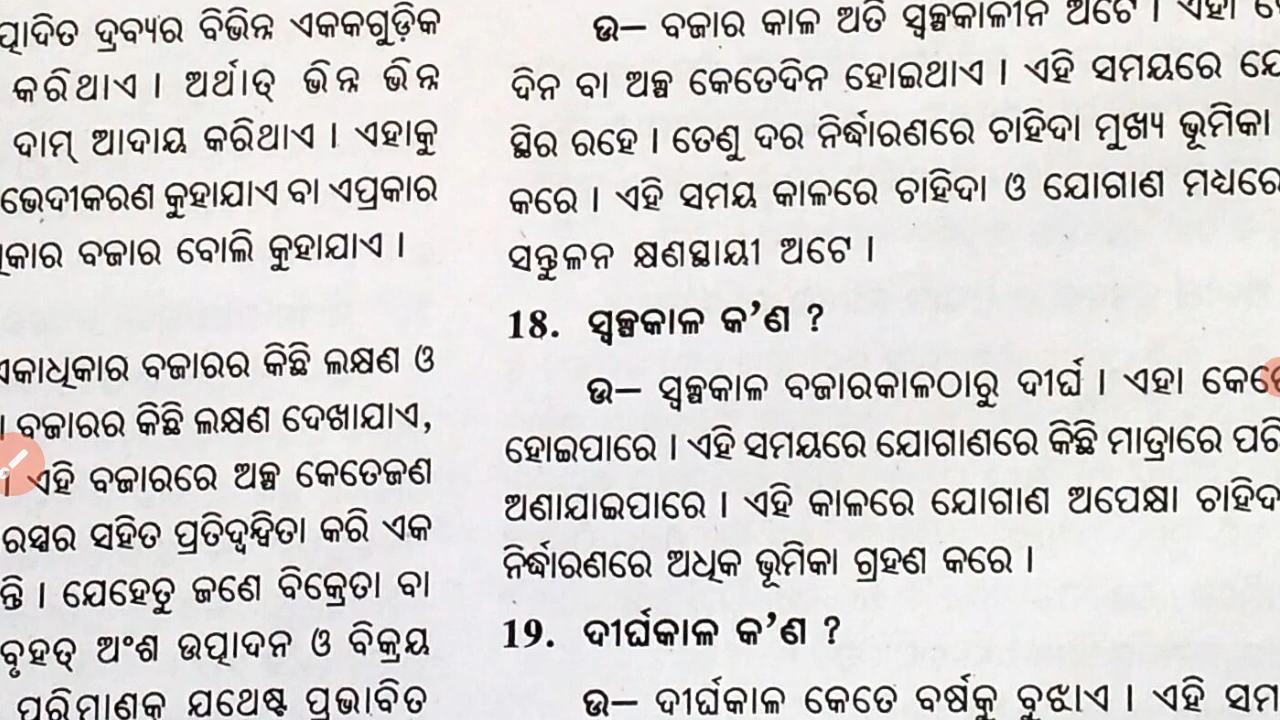 ଦ୍ରବ୍ୟର ବିଭିନ୍ନ ଏକକଗୁଡ଼ିକ
କରିଥାଏ । ଅର୍ଥାତ୍ ଭିନ୍ନ ଭିନ୍ନ
ଦାମ୍ ଆଦାୟ କରିଥାଏ । ଏହାକୁ
ଭେଦୀକରଣ କୁହାଯାଏ ବା ଏପ୍ରକାର
ବଜାର ବୋଲି କୁହାଯାଏ ।
ଏକାଧିକାର ବଜାରର କିଛି ଲକ୍ଷଣ ଓ
ବଜାରର କିଛି ଲକ୍ଷଣ ଦେଖାଯାଏ,
। ଏହି ବଜାରରେ ଅଳ୍ପ କେତେଜଣ
ସହିତ ପ୍ରତିଦ୍ୱନ୍ଦ୍ୱିତା କରି ଏକ
। ଯେହେତୁ ଜଣେ ବିକ୍ରେତା ବା
ବୃହତ୍ ଅଂଶ ଉତ୍ପାଦନ ଓ ବିକ୍ରୟ
ପରିମାଣକୁ ଯଥେଷ୍ଟ ପ୍ରଭାବିତ
ଉ— ବଜାର କାଳ ଅତି ସ୍ୱଳ୍ପକାଳୀନ ଅଟେ । ଏହା
ଦିନ ବା ଅଳ୍ପ କେତେଦିନ ହୋଇଥାଏ । ଏହି ସମୟରେ
ସ୍ଥିର ରହେ । ତେଣୁ ଦର ନିର୍ଦ୍ଧାରଣରେ ଚାହିଦା ମୁଖ୍ୟ ଭୂମିକା
କରେ । ଏହି ସମୟ କାଳରେ ଚାହିଦା ଓ ଯୋଗାଣ ମଧ୍ୟରେ
ସନ୍ତୁଳନ କ୍ଷଣସ୍ଥାୟୀ ଅଟେ ।
18. ସ୍ୱଳ୍ପକାଳ କ'ଣ ?
ଉ— ସ୍ୱଳ୍ପକାଳ ବଜାରକାଳଠାରୁ ଦୀର୍ଘ । ଏହା
ହୋଇପାରେ । ଏହି ସମୟରେ ଯୋଗାଣରେ କିଛି ମାତ୍ରାରେ
ଅଣାଯାଇପାରେ । ଏହି କାଳରେ ଯୋଗାଣ ଅପେକ୍ଷା
ନିର୍ଦ୍ଧାରଣରେ ଅଧିକ ଭୂମିକା ଗ୍ରହଣ କରେ ।
19. ଦୀର୍ଘକାଳ କ'ଣ ?
ଉ— ଦୀର୍ଘକାଳ କେତେ ବର୍ଷକୁ ବୁଝାଏ । ଏହି